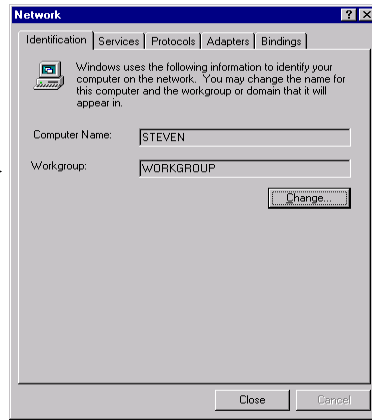 Network
Identification Services Protocols Adapters Bindings
Windows uses the following information to identify your
computer on the network. You may change the name for
this computer and the workgroup or domain that it will
appear in.
Computer Name: STEVEN
Workgroup: WORKGROUP
Change...
Close Cancel